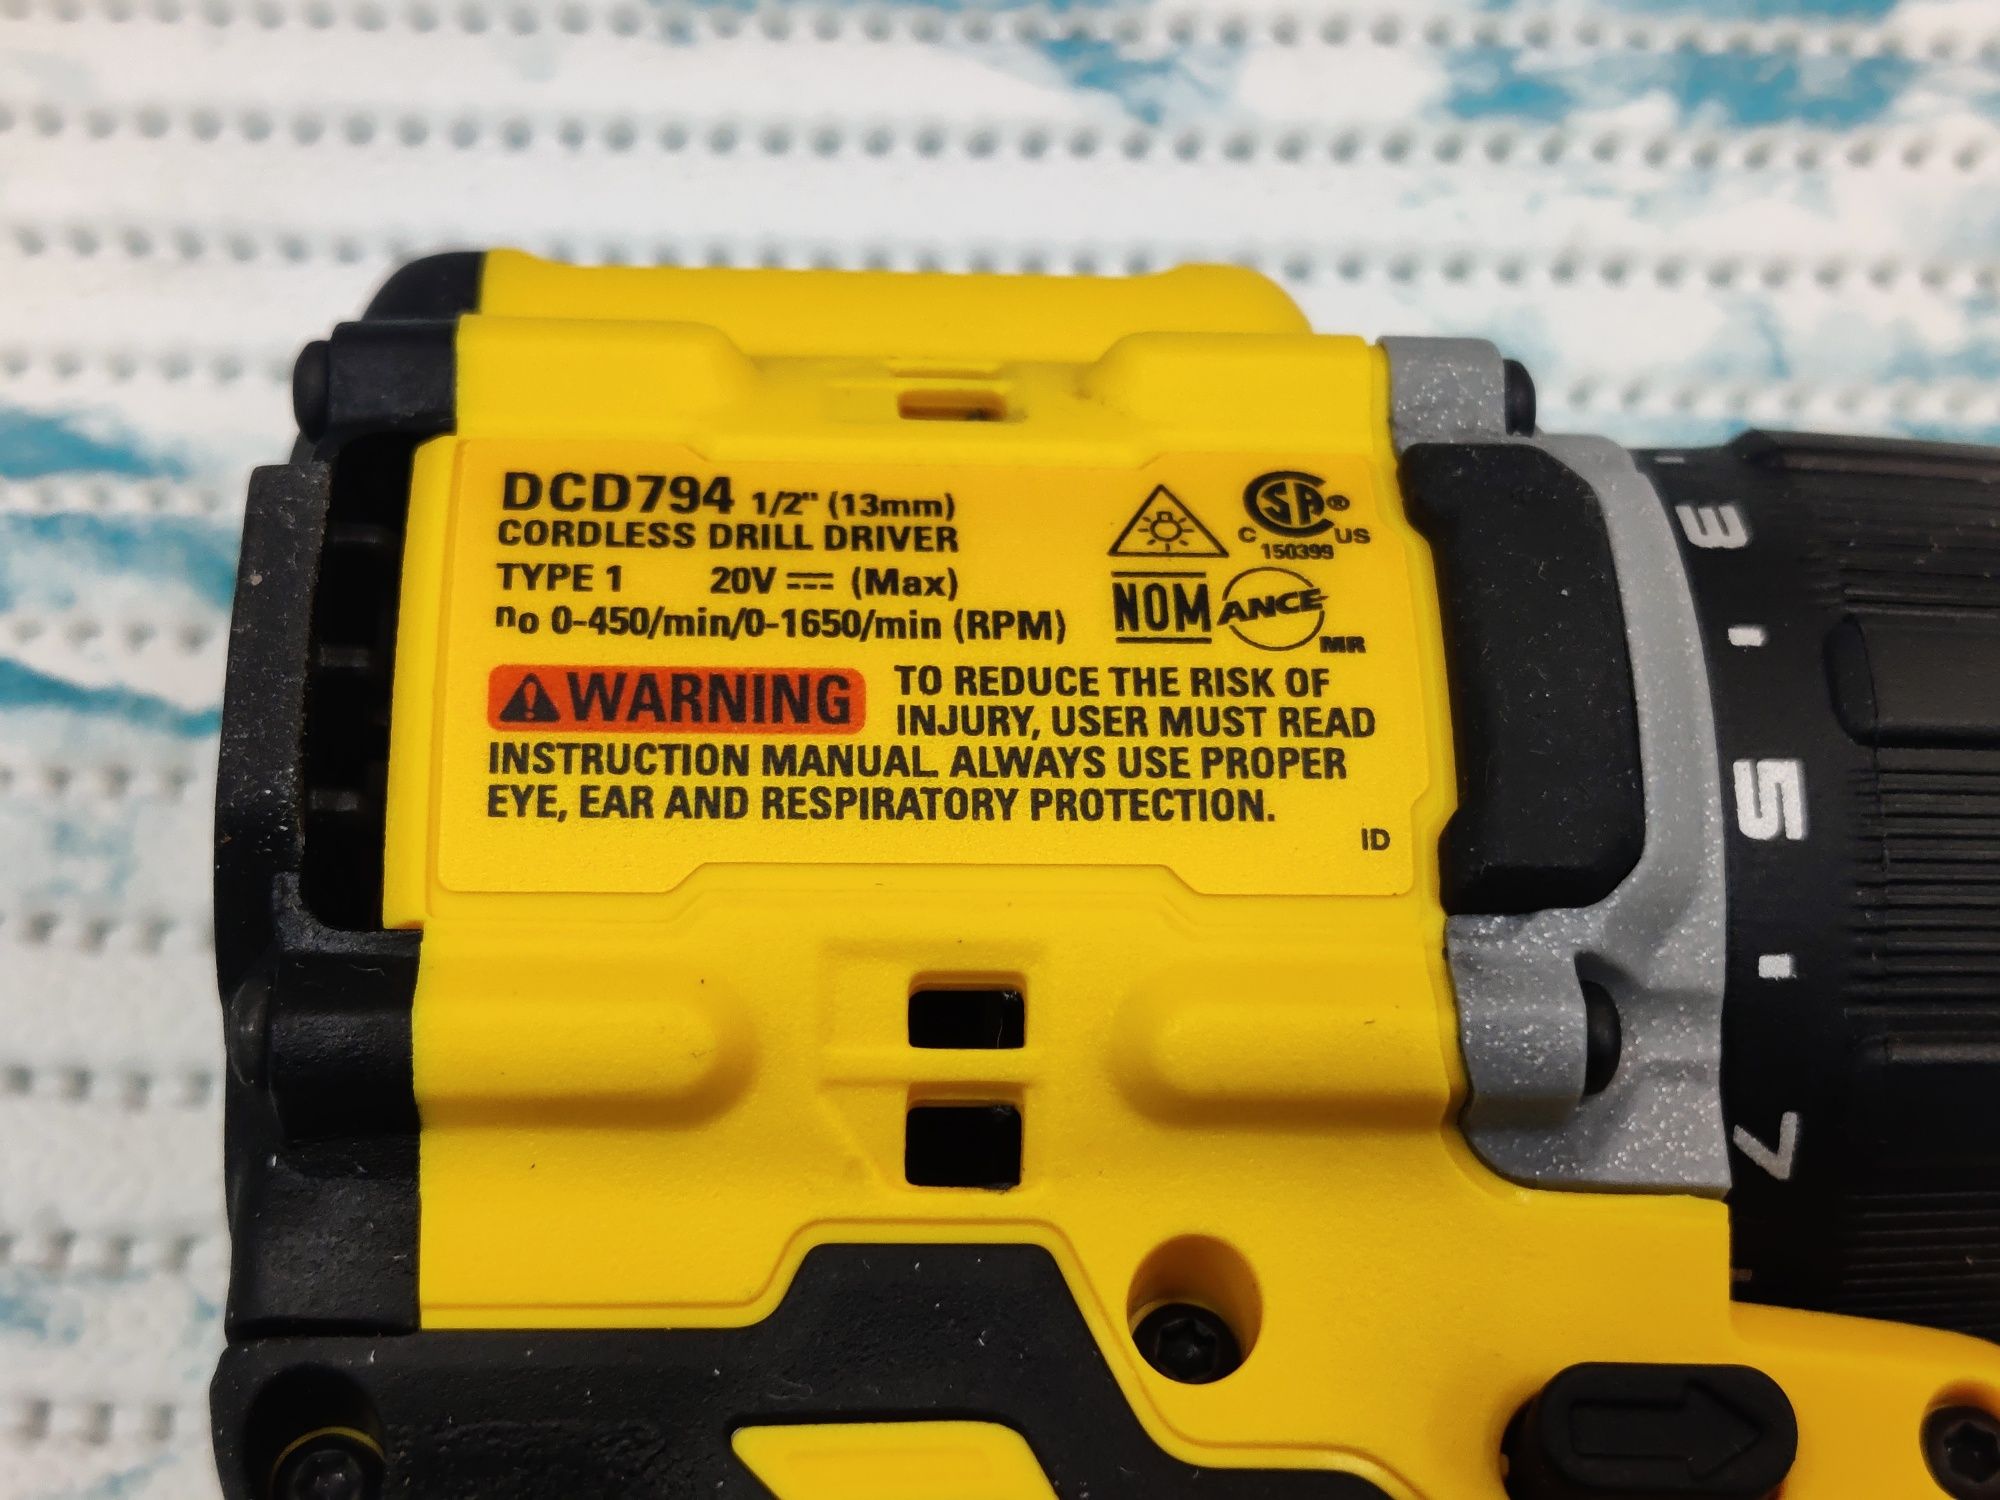 DCD794 1/2" (13mm)
CORDLESS DRILL DRIVER
TYPE 1 20V (Max)
no 0-450/min/0-1650/min (RPM)
CSA®
C US
150399
NOM ANCE
MR
WARNING TO REDUCE THE RISK OF
INJURY, USER MUST READ
INSTRUCTION MANUAL. ALWAYS USE PROPER
EYE, EAR AND RESPIRATORY PROTECTION.
ID
3
5
7